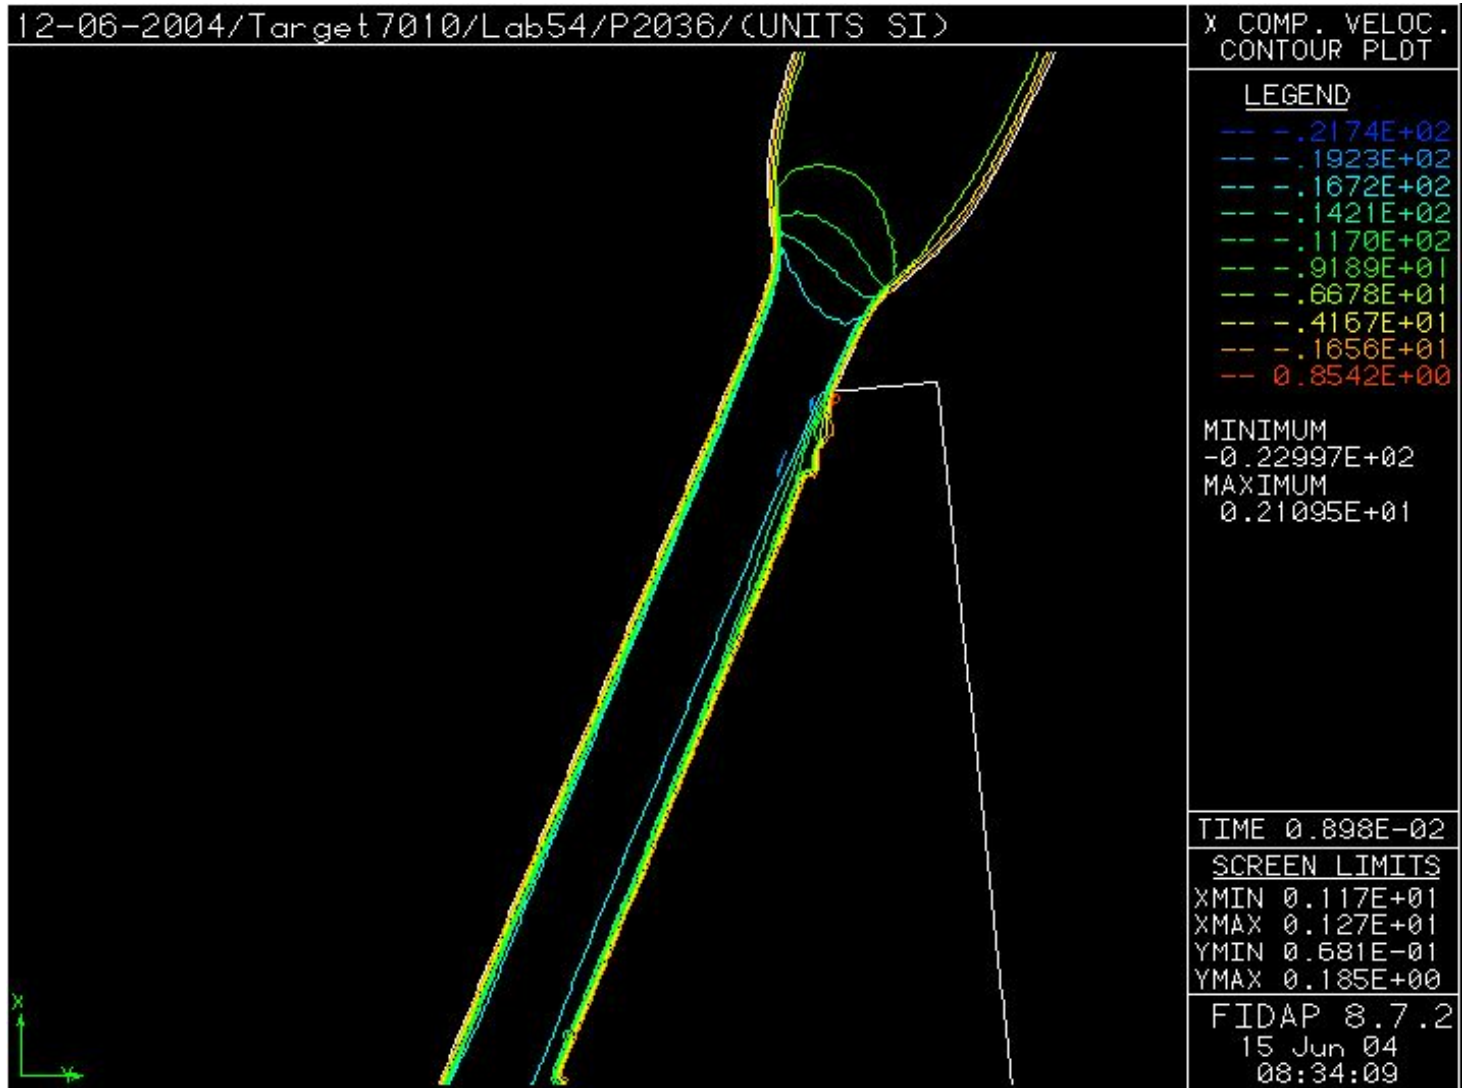 12-06-2004/Target7010/Lab54/P2036/(UNITS SI)
X COMP. VELOC.
CONTOUR PLOT
LEGEND
-- -.2174E+02
-- -.1923E+02
-- -.1672E+02
-- -.1421E+02
-- -.1170E+02
-- -.9189E+01
-- -.6678E+01
-- -.4167E+01
-- -.1656E+01
-- 0.8542E+00
MINIMUM
-0.22997E+02
MAXIMUM
0.21095E+01
TIME 0.898E-02
SCREEN LIMITS
XMIN 0.117E+01
XMAX 0.127E+01
YMIN 0.681E-01
YMAX 0.185E+00
FIDAP 8.7.2
15 Jun 04
08:34:09
X
Y